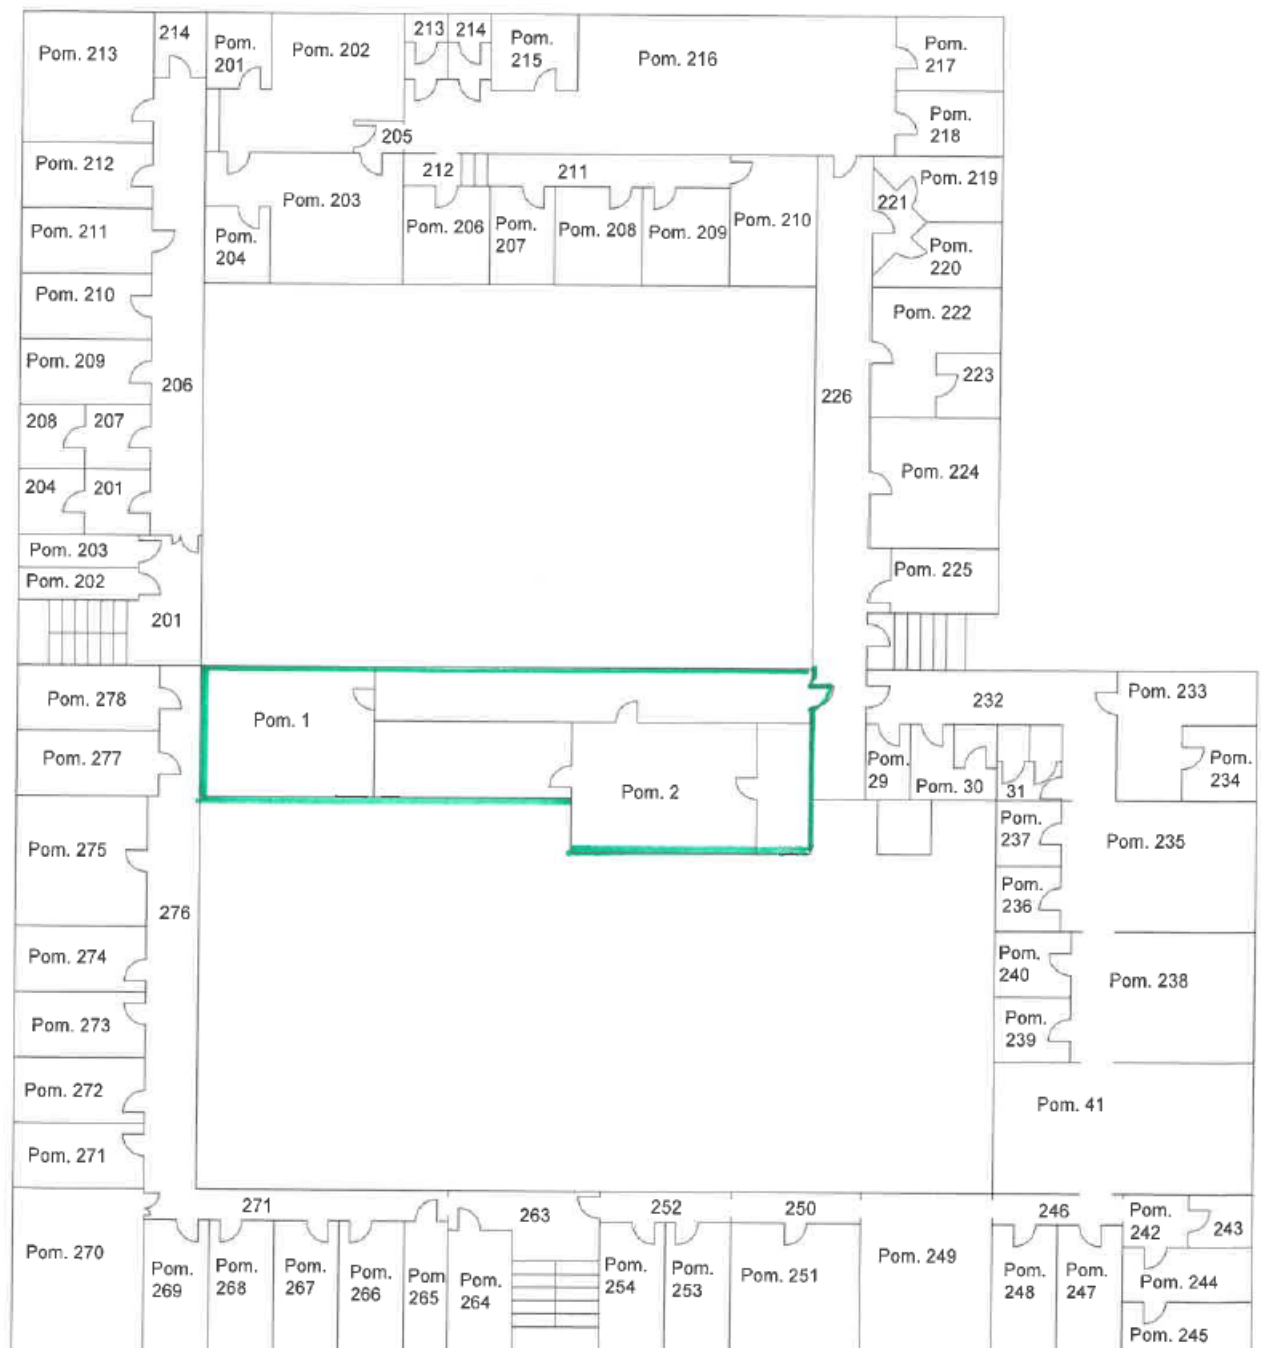 Pom. 213
214
Pom.
201
Pom. 202
213
214
Pom.
215
Pom. 216
Pom.
217
Pom.
218
205
Pom. 212
212
211
Pom. 219
Pom. 203
221
Pom. 211
Pom.
204
Pom. 206
Pom.
207
Pom. 208
Pom. 209
Pom. 210
Pom.
220
Pom. 210
Pom. 222
Pom. 209
206
226
223
208
207
Pom. 224
204
201
Pom. 203
Pom. 202
Pom. 225
201
Pom. 278
Pom. 1
232
Pom. 233
Pom. 277
Pom. 2
Pom.
29
Pom. 30
31
Pom.
234
Pom. 275
Pom.
237
Pom. 235
Pom.
236
276
Pom. 274
Pom.
240
Pom. 238
Pom. 273
Pom.
239
Pom. 272
Pom. 41
Pom. 271
271
263
252
250
246
Pom.
242
243
Pom. 270
Pom.
269
Pom.
268
Pom.
267
Pom.
266
Pom
265
Pom.
264
Pom.
254
Pom.
253
Pom. 251
Pom. 249
Pom.
248
Pom.
247
Pom. 244
Pom. 245